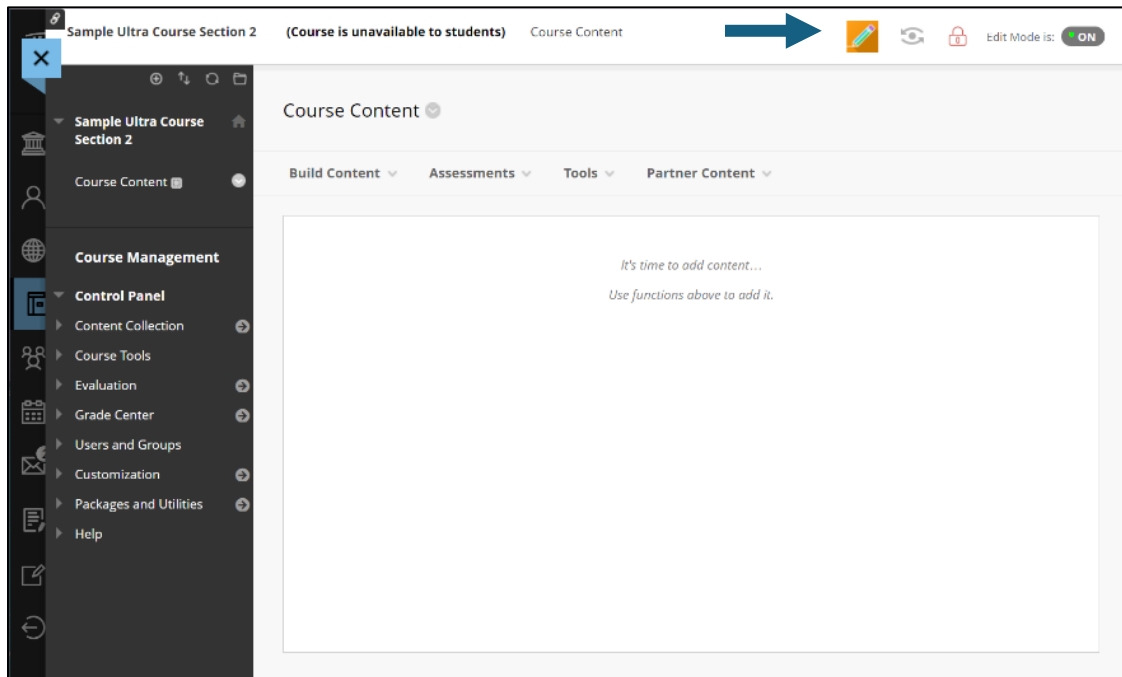 Sample Ultra Course Section 2 (Course is unavailable to students) Course Content Edit Mode is: ON
Sample Ultra Course
Section 2
Course Content
Course Management
Control Panel
Content Collection
Course Tools
Evaluation
Grade Center
Users and Groups
Customization
Packages and Utilities
Help
Course Content
Build Content Assessments Tools Partner Content
It's time to add content...
Use functions above to add it.